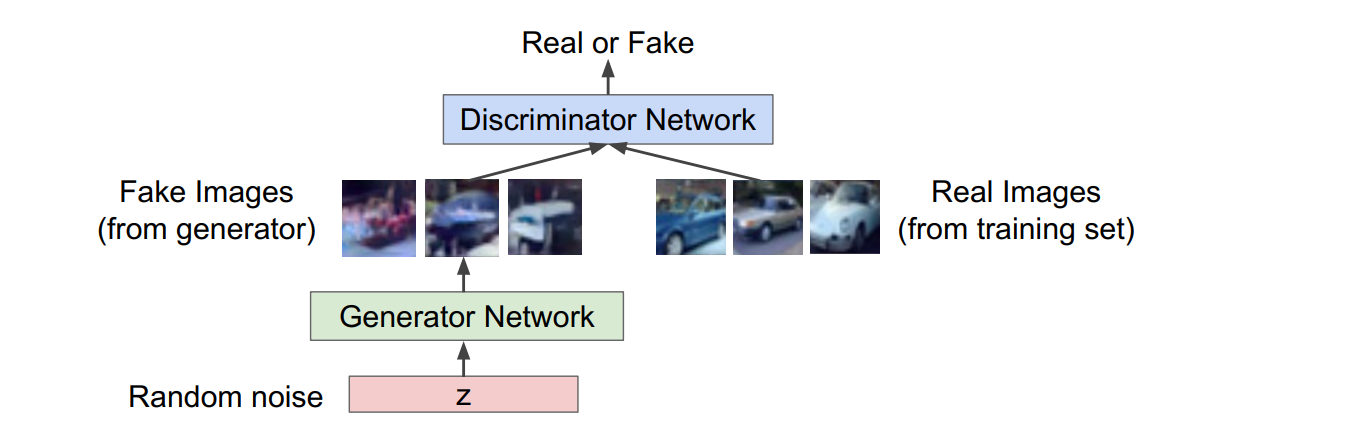 Real or Fake
Discriminator Network
Fake Images
(from generator)
Real Images
(from training set)
Generator Network
Random noise
z